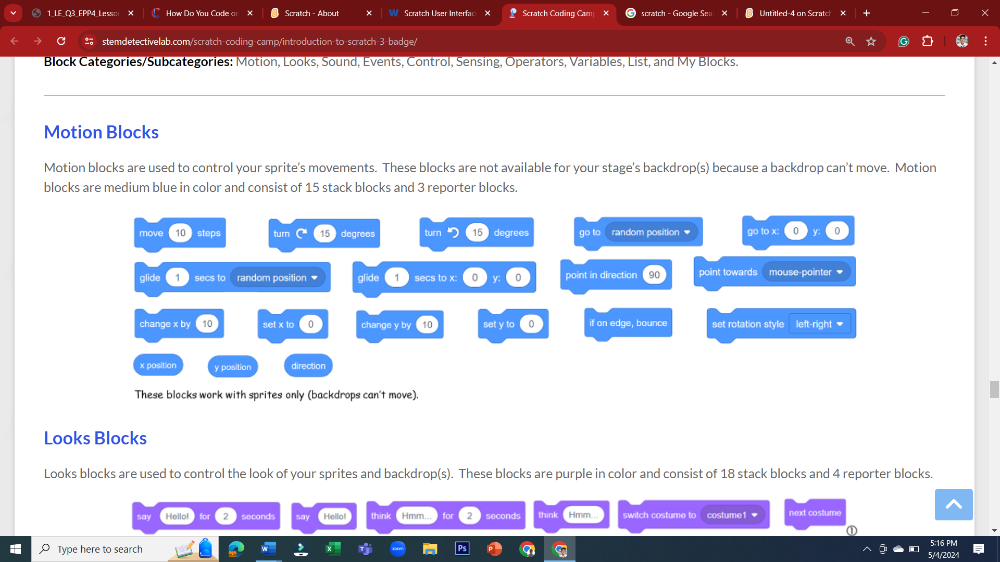 1_LE_Q3_EPP4_Lesson
How Do You Code on
Scratch - About
Scratch User Interfac
Scratch Coding Cam
scratch - Google Sea
Untitled-4 on Scratch
stemdetectivelab.com/scratch-coding-camp/introduction-to-scratch-3-badge/
Block Categories/Subcategories: Motion, Looks, Sound, Events, Control, Sensing, Operators, Variables, List, and My Blocks.
Motion Blocks
Motion blocks are used to control your sprite’s movements. These blocks are not available for your stage’s backdrop(s) because a backdrop can’t move. Motion
blocks are medium blue in color and consist of 15 stack blocks and 3 reporter blocks.
move 10 steps
turn 15 degrees
turn 15 degrees
go to random position
go to x: 0 y: 0
glide 1 secs to random position
glide 1 secs to x: 0 y: 0
point in direction 90
point towards mouse-pointer
change x by 10
set x to 0
change y by 10
set y to 0
if on edge, bounce
set rotation style left-right
x position
y position
direction
These blocks work with sprites only (backdrops can't move).
Looks Blocks
Looks blocks are used to control the look of your sprites and backdrop(s). These blocks are purple in color and consist of 18 stack blocks and 4 reporter blocks.
say Hello! for 2 seconds
say Hello!
think Hmm... for 2 seconds
think Hmm...
switch costume to costume1
next costume
Type here to search
W
X
T
zoom
Ps
P
5:16 PM
5/4/2024